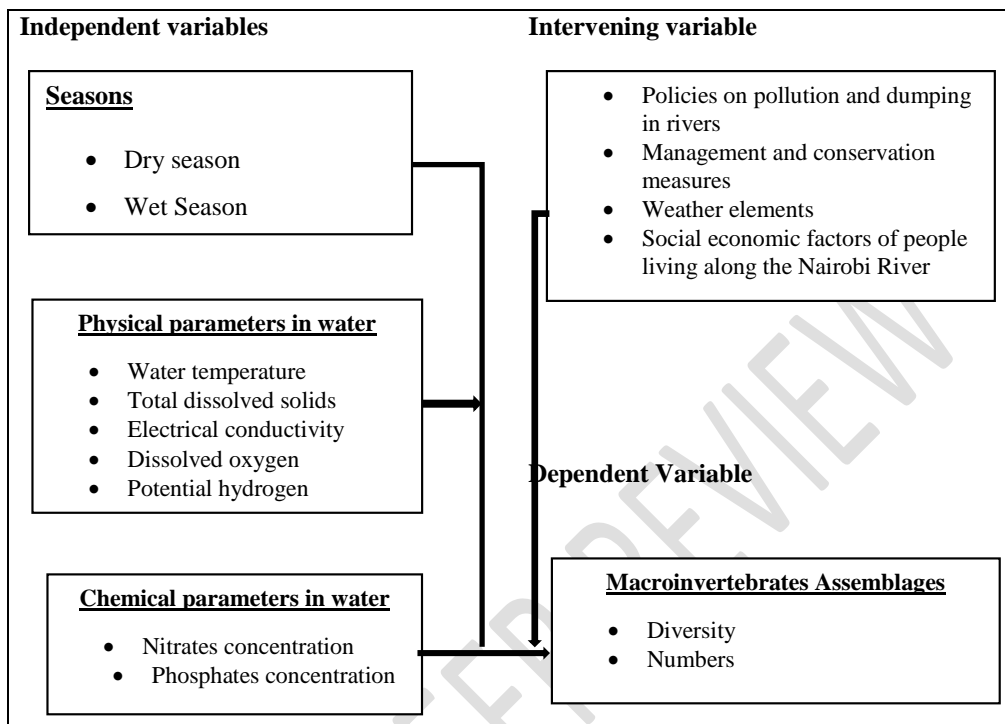 Independent variables
Seasons
• Dry season
• Wet Season
Physical parameters in water
• Water temperature
• Total dissolved solids
• Electrical conductivity
• Dissolved oxygen
• Potential hydrogen
Chemical parameters in water
• Nitrates concentration
• Phosphates concentration
Intervening variable
• Policies on pollution and dumping
in rivers
• Management and conservation
measures
• Weather elements
• Social economic factors of people
living along the Nairobi River
Dependent Variable
Macroinvertebrates Assemblages
• Diversity
• Numbers
REVIEW